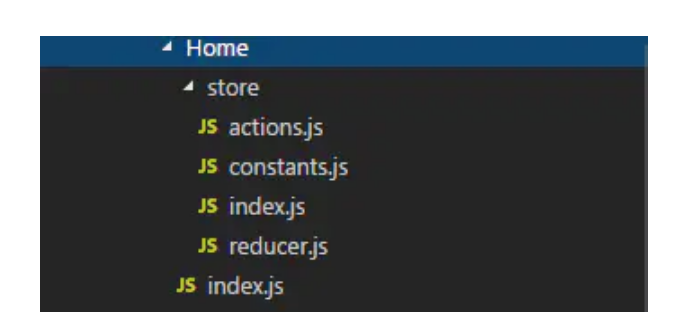 Home
store
JS actions.js
JS constants.js
JS index.js
JS reducer.js
JS index.js